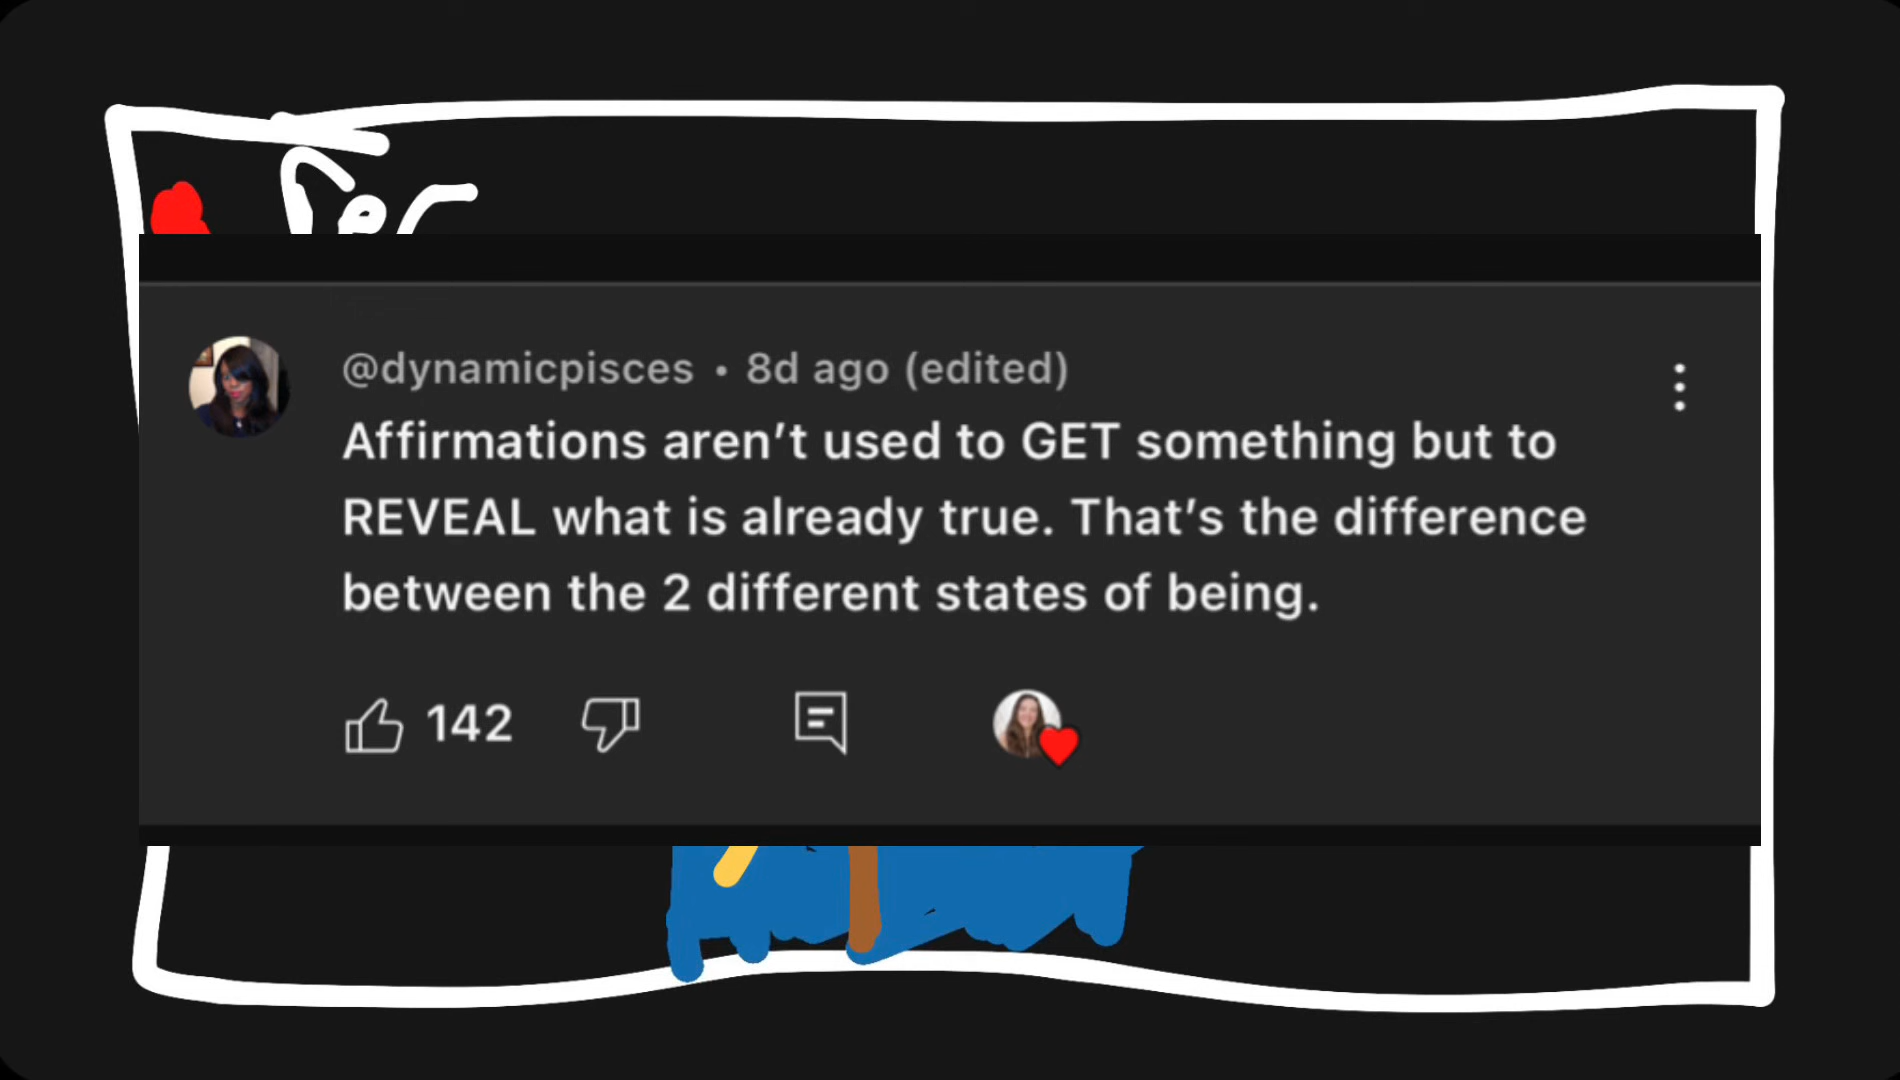 @dynamicpisces • 8d ago (edited)
Affirmations aren't used to GET something but to
REVEAL what is already true. That's the difference
between the 2 different states of being.
142